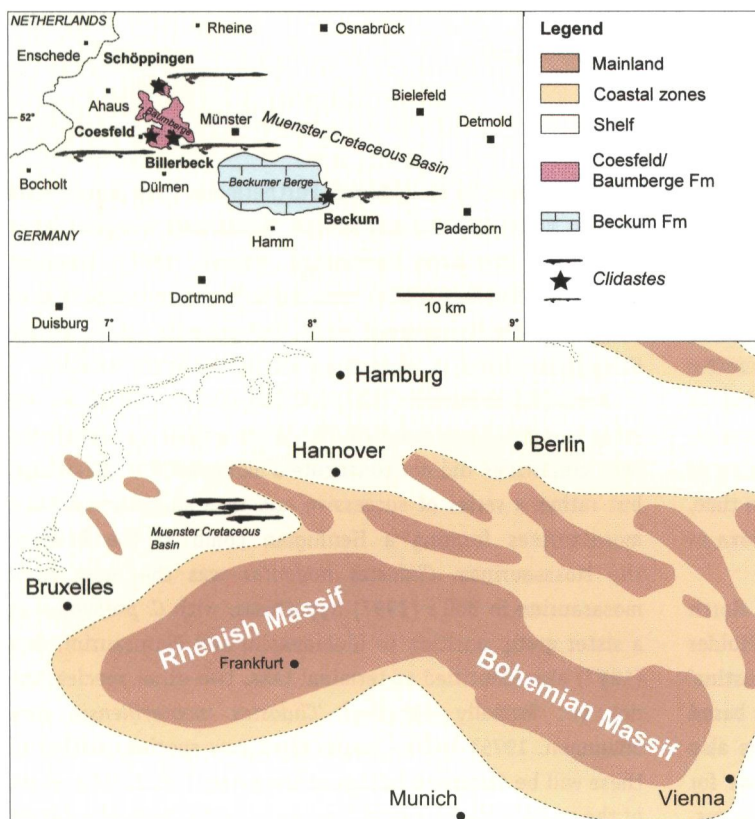 NETHERLANDS
Rheine
Osnabrück
Enschede
Schöppingen
Ahaus
Baumberge
Bielefeld
52°
Coesfeld
Münster
Muenster Cretaceous Basin
Detmold
Billerbeck
Bocholt
Dülmen
Beckumer Berge
Beckum
Paderborn
GERMANY
Hamm
Dortmund
10 km
Duisburg
7°
8°
9°
Legend
Mainland
Coastal zones
Shelf
Coesfeld/
Baumberge Fm
Beckum Fm
Clidastes
Hamburg
Hannover
Berlin
Muenster Cretaceous
Basin
Bruxelles
Rhenish Massif
Frankfurt
Bohemian Massif
Munich
Vienna